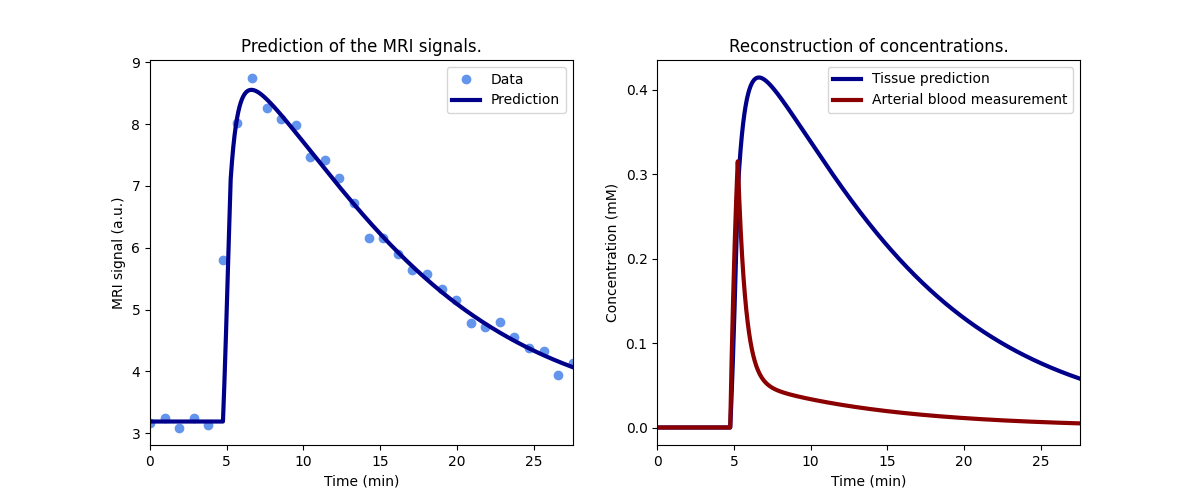 Prediction of the MRI signals.
MRI signal (a.u.)
9
8
7
6
5
4
3
Data
Prediction
0 5 10 15 20 25
Time (min)
Reconstruction of concentrations.
Concentration (mM)
0.4
0.3
0.2
0.1
0.0
Tissue prediction
Arterial blood measurement
0 5 10 15 20 25
Time (min)